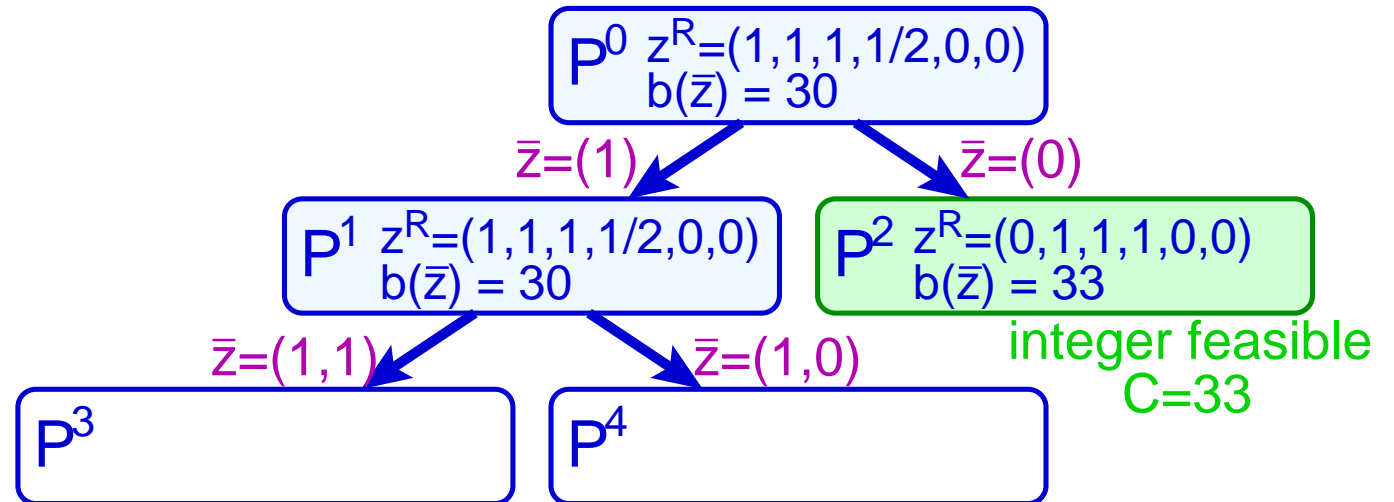 P⁰ zᴿ=(1,1,1,1/2,0,0)
b(z̄) = 30
z̄=(1)
z̄=(0)
P¹ zᴿ=(1,1,1,1/2,0,0)
b(z̄) = 30
P² zᴿ=(0,1,1,1,0,0)
b(z̄) = 33
integer feasible
C=33
z̄=(1,1)
z̄=(1,0)
P³
P⁴